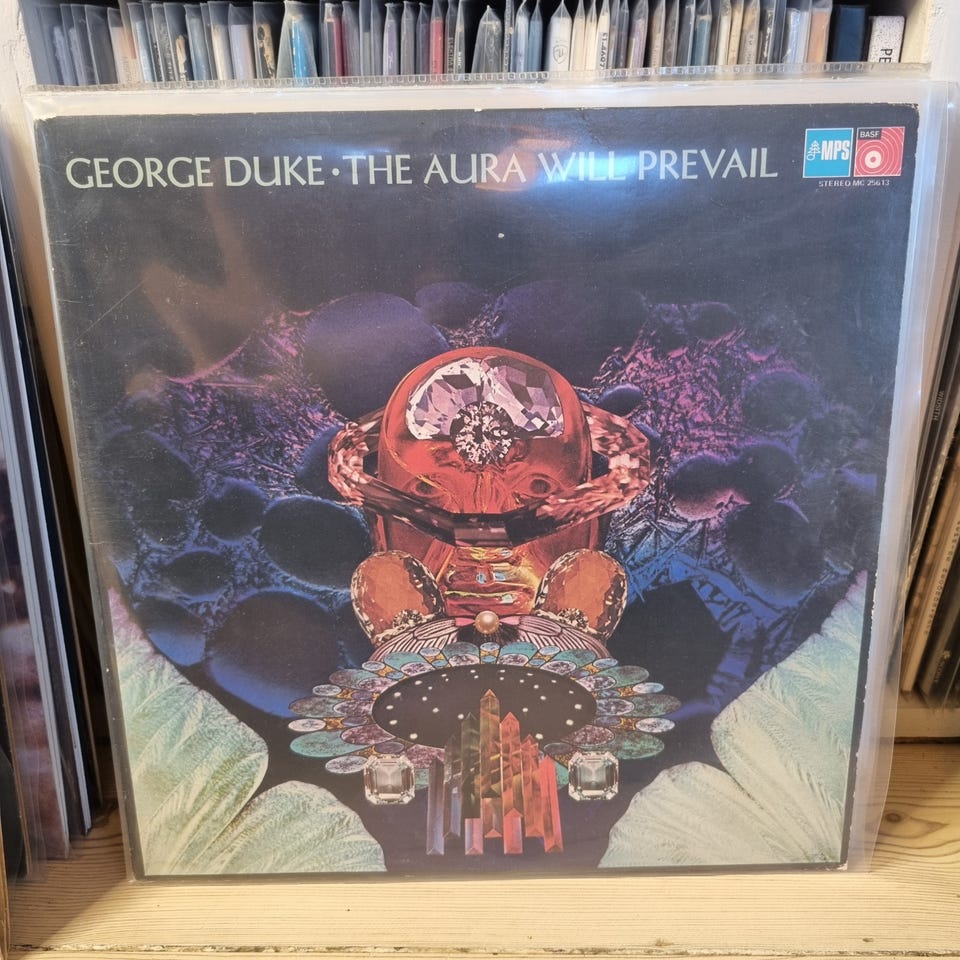 GEORGE DUKE · THE AURA WILL PREVAIL
MPS
BASF
STEREO MC 25613